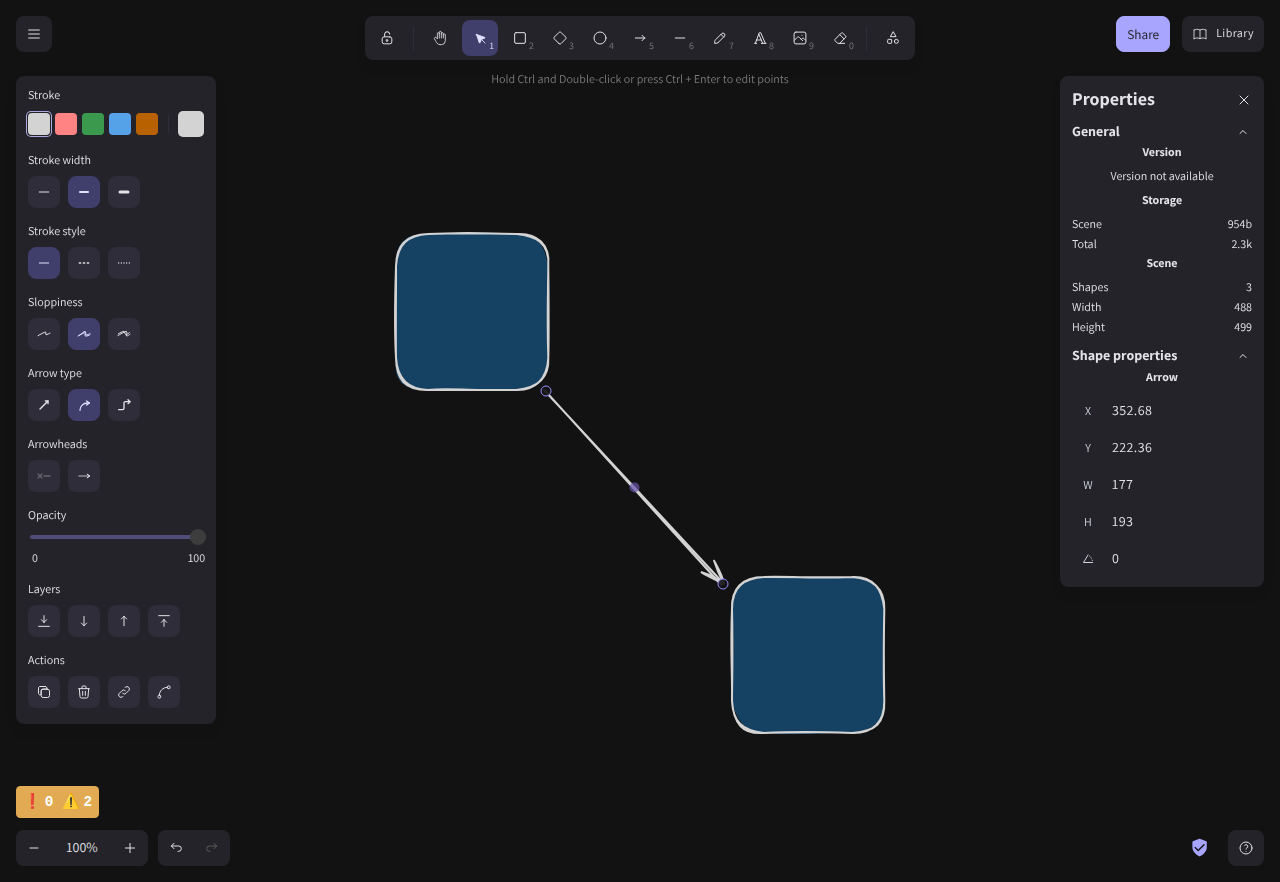 1
2
3
4
5
6
7
8
9
0
Share
Library
Hold Ctrl and Double-click or press Ctrl + Enter to edit points
Stroke
Stroke width
Stroke style
Sloppiness
Arrow type
Arrowheads
Opacity
0
100
Layers
Actions
Properties
General
Version
Version not available
Storage
Scene 954b
Total 2.3k
Scene
Shapes 3
Width 488
Height 499
Shape properties
Arrow
X 352.68
Y 222.36
W 177
H 193
0
❗ 0 ⚠️ 2
100%